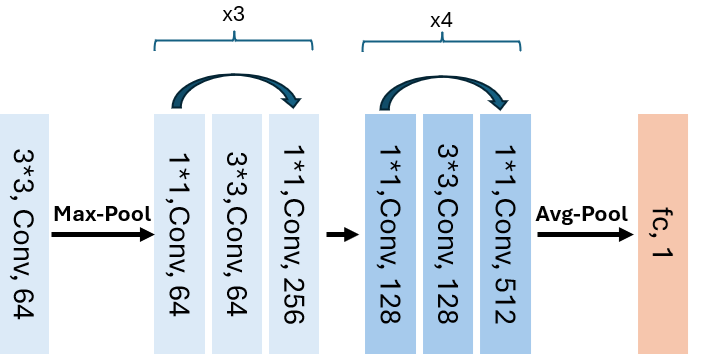 x3
x4
3*3, Conv, 64
Max-Pool
1*1,Conv, 64
3*3,Conv, 64
1*1,Conv, 256
1*1,Conv, 128
3*3,Conv, 128
1*1,Conv, 512
Avg-Pool
fc, 1